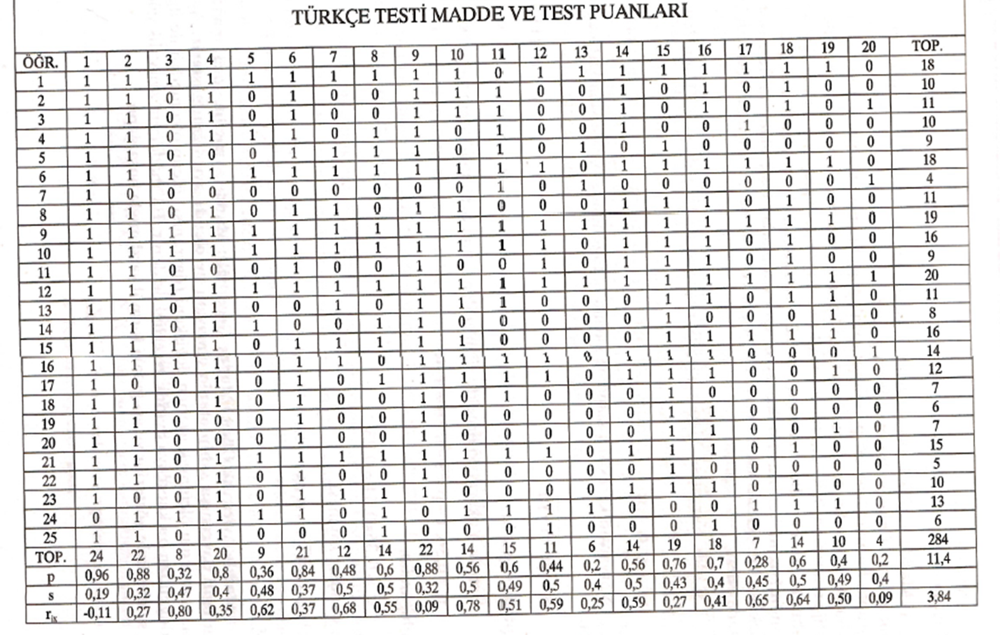 TÜRKÇE TESTİ MADDE VE TEST PUANLARI
ÖĞR. 1 2 3 4 5 6 7 8 9 10 11 12 13 14 15 16 17 18 19 20 TOP.
1 1 1 1 1 1 1 1 1 1 1 0 1 1 1 1 1 1 1 1 0 18
2 1 1 0 1 0 1 0 0 1 1 1 0 0 1 0 1 0 1 0 0 10
3 1 1 0 1 0 1 0 0 1 1 1 0 0 1 0 1 0 1 0 1 11
4 1 1 0 1 1 1 0 1 1 0 1 0 0 1 0 0 1 0 0 0 10
5 1 1 0 0 0 1 1 1 1 0 1 0 1 0 1 0 0 0 0 0 9
6 1 1 1 1 1 1 1 1 1 1 1 1 0 1 1 1 1 1 1 0 18
7 1 0 0 0 0 0 0 0 0 0 1 0 1 0 0 0 0 0 0 1 4
8 1 1 0 1 0 1 1 0 1 1 0 0 0 1 1 1 0 1 0 0 11
9 1 1 1 1 1 1 1 1 1 1 1 1 1 1 1 1 1 1 1 0 19
10 1 1 1 1 1 1 1 1 1 1 1 1 0 1 1 1 0 1 0 0 16
11 1 1 0 0 0 1 0 0 1 0 0 1 0 1 1 1 0 1 0 0 9
12 1 1 1 1 1 1 1 1 1 1 1 1 1 1 1 1 1 1 1 1 20
13 1 1 0 1 0 0 1 0 1 1 1 0 0 0 1 1 0 1 1 0 11
14 1 1 0 1 1 0 0 1 1 0 0 0 0 0 1 0 0 0 1 0 8
15 1 1 1 1 0 1 1 1 1 1 0 0 0 0 1 1 1 1 1 0 16
16 1 1 1 1 0 1 1 0 1 1 1 1 0 1 1 1 0 0 0 1 14
17 1 0 0 1 0 1 0 1 1 1 1 1 0 1 1 1 0 0 1 0 12
18 1 1 0 1 0 1 0 0 1 0 1 0 0 0 1 0 0 0 0 0 7
19 1 1 0 0 0 1 0 0 1 0 0 0 0 0 1 1 0 0 0 0 6
20 1 1 0 0 0 1 0 0 1 0 0 0 0 0 1 1 0 0 1 0 7
21 1 1 0 1 1 1 1 1 1 1 1 1 0 1 1 1 0 1 0 0 15
22 1 1 0 1 0 1 0 0 1 0 0 0 0 0 1 0 0 0 0 0 5
23 1 0 0 1 0 1 1 1 1 0 0 0 0 1 1 1 0 1 0 0 10
24 0 1 1 1 1 1 0 1 0 1 1 1 1 0 0 0 1 1 1 0 13
25 1 1 0 1 0 0 0 1 0 0 0 1 0 0 0 1 0 0 0 0 6
TOP. 24 22 8 20 9 21 12 14 22 14 15 11 6 14 19 18 7 14 10 4 284
p 0,96 0,88 0,32 0,8 0,36 0,84 0,48 0,6 0,88 0,56 0,6 0,44 0,2 0,56 0,76 0,7 0,28 0,6 0,4 0,2 11,4
s 0,19 0,32 0,47 0,4 0,48 0,37 0,5 0,5 0,32 0,5 0,49 0,5 0,4 0,5 0,43 0,4 0,45 0,5 0,49 0,4
rix -0,11 0,27 0,80 0,35 0,62 0,37 0,68 0,55 0,09 0,78 0,51 0,59 0,25 0,59 0,27 0,41 0,65 0,64 0,50 0,09 3,84